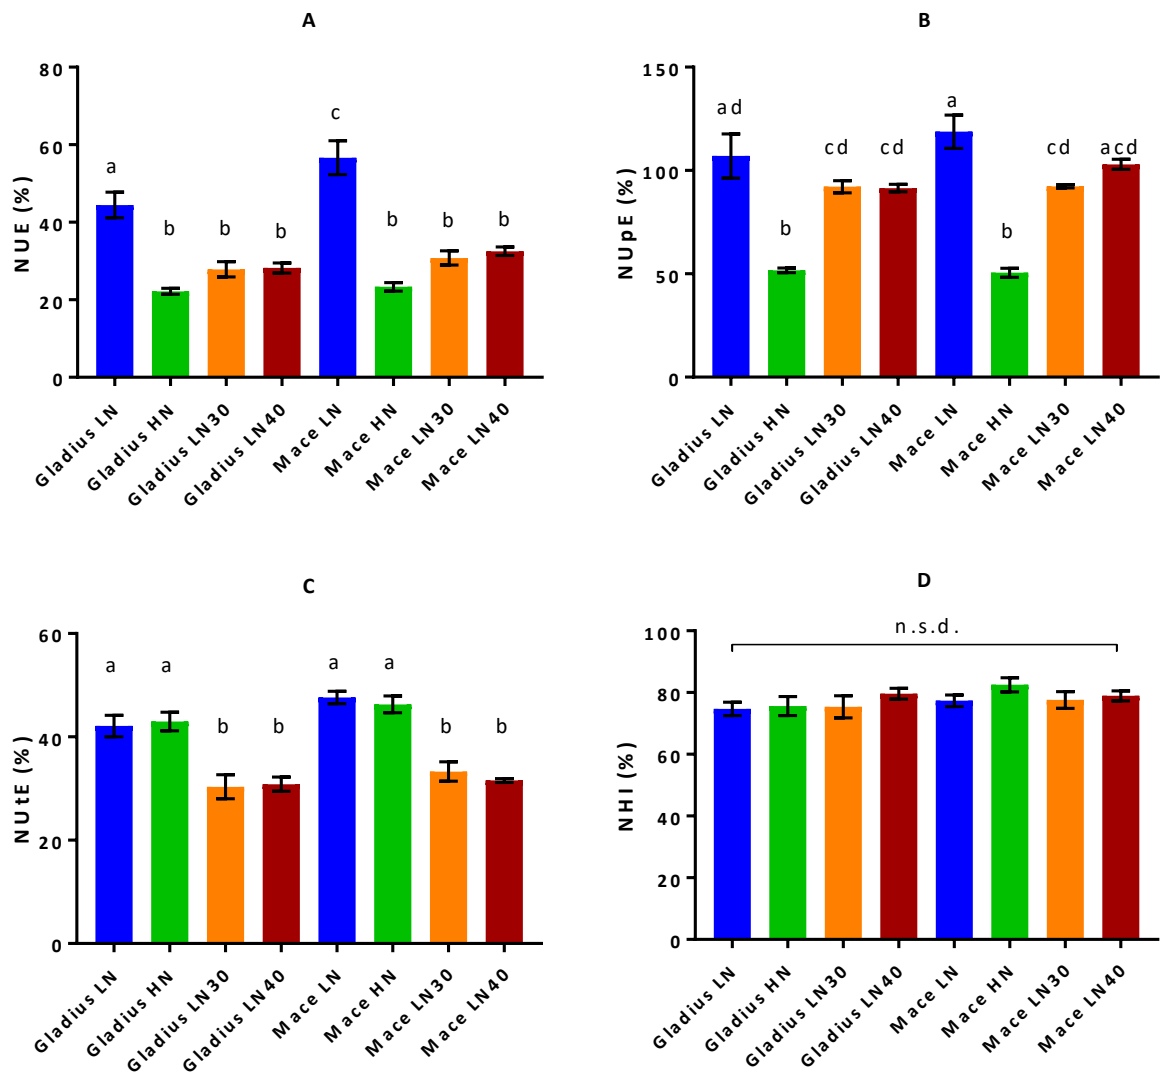 A
NUE (%)
80
60
40
20
0
a
b
b
b
c
b
b
b
Gladius LN
Gladius HN
Gladius LN30
Gladius LN40
Mace LN
Mace HN
Mace LN30
Mace LN40
B
NUpE (%)
150
100
50
0
ad
b
cd
cd
a
b
cd
acd
Gladius LN
Gladius HN
Gladius LN30
Gladius LN40
Mace LN
Mace HN
Mace LN30
Mace LN40
C
NUtE (%)
60
40
20
0
a
a
b
b
a
a
b
b
Gladius LN
Gladius HN
Gladius LN30
Gladius LN40
Mace LN
Mace HN
Mace LN30
Mace LN40
D
NHI (%)
100
80
60
40
20
0
n.s.d.
Gladius LN
Gladius HN
Gladius LN30
Gladius LN40
Mace LN
Mace HN
Mace LN30
Mace LN40